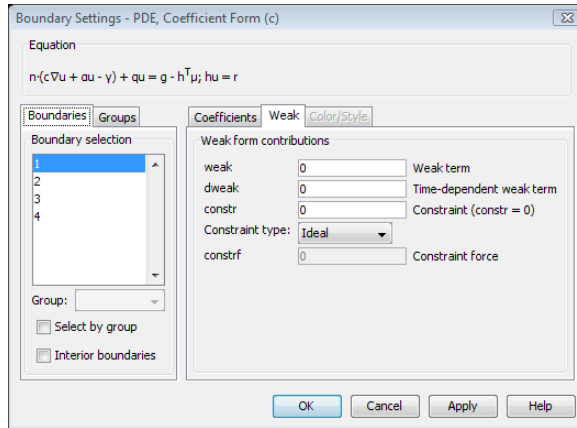 Boundary Settings - PDE, Coefficient Form (c)
Equation
n·(c∇u + αu - γ) + qu = g - hᵀμ; hu = r
Boundaries Groups
Coefficients Weak Color/Style
Boundary selection
1
2
3
4
Group:
Select by group
Interior boundaries
Weak form contributions
weak 0 Weak term
dweak 0 Time-dependent weak term
constr 0 Constraint (constr = 0)
Constraint type: Ideal
constrf 0 Constraint force
OK Cancel Apply Help